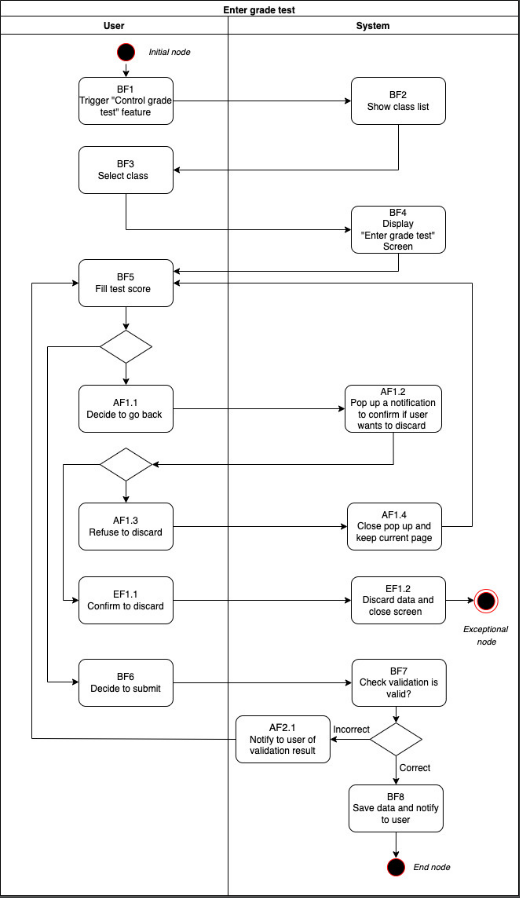 Enter grade test
User
System
Initial node
BF1
Trigger "Control grade
test" feature
BF2
Show class list
BF3
Select class
BF4
Display
"Enter grade test"
Screen
BF5
Fill test score
AF1.1
Decide to go back
AF1.2
Pop up a notification
to confirm if user
wants to discard
AF1.3
Refuse to discard
AF1.4
Close pop up and
keep current page
EF1.1
Confirm to discard
EF1.2
Discard data and
close screen
Exceptional
node
BF6
Decide to submit
BF7
Check validation is
valid?
AF2.1
Notify to user of
validation result
Incorrect
Correct
BF8
Save data and notify
to user
End node